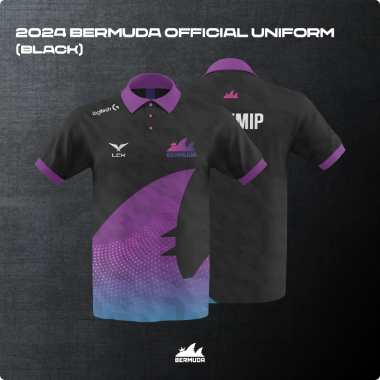 2024 BERMUDA OFFICIAL UNIFORM
(BLACK)
logitech G
LCK
BERMUDA
MIP
BERMUDA